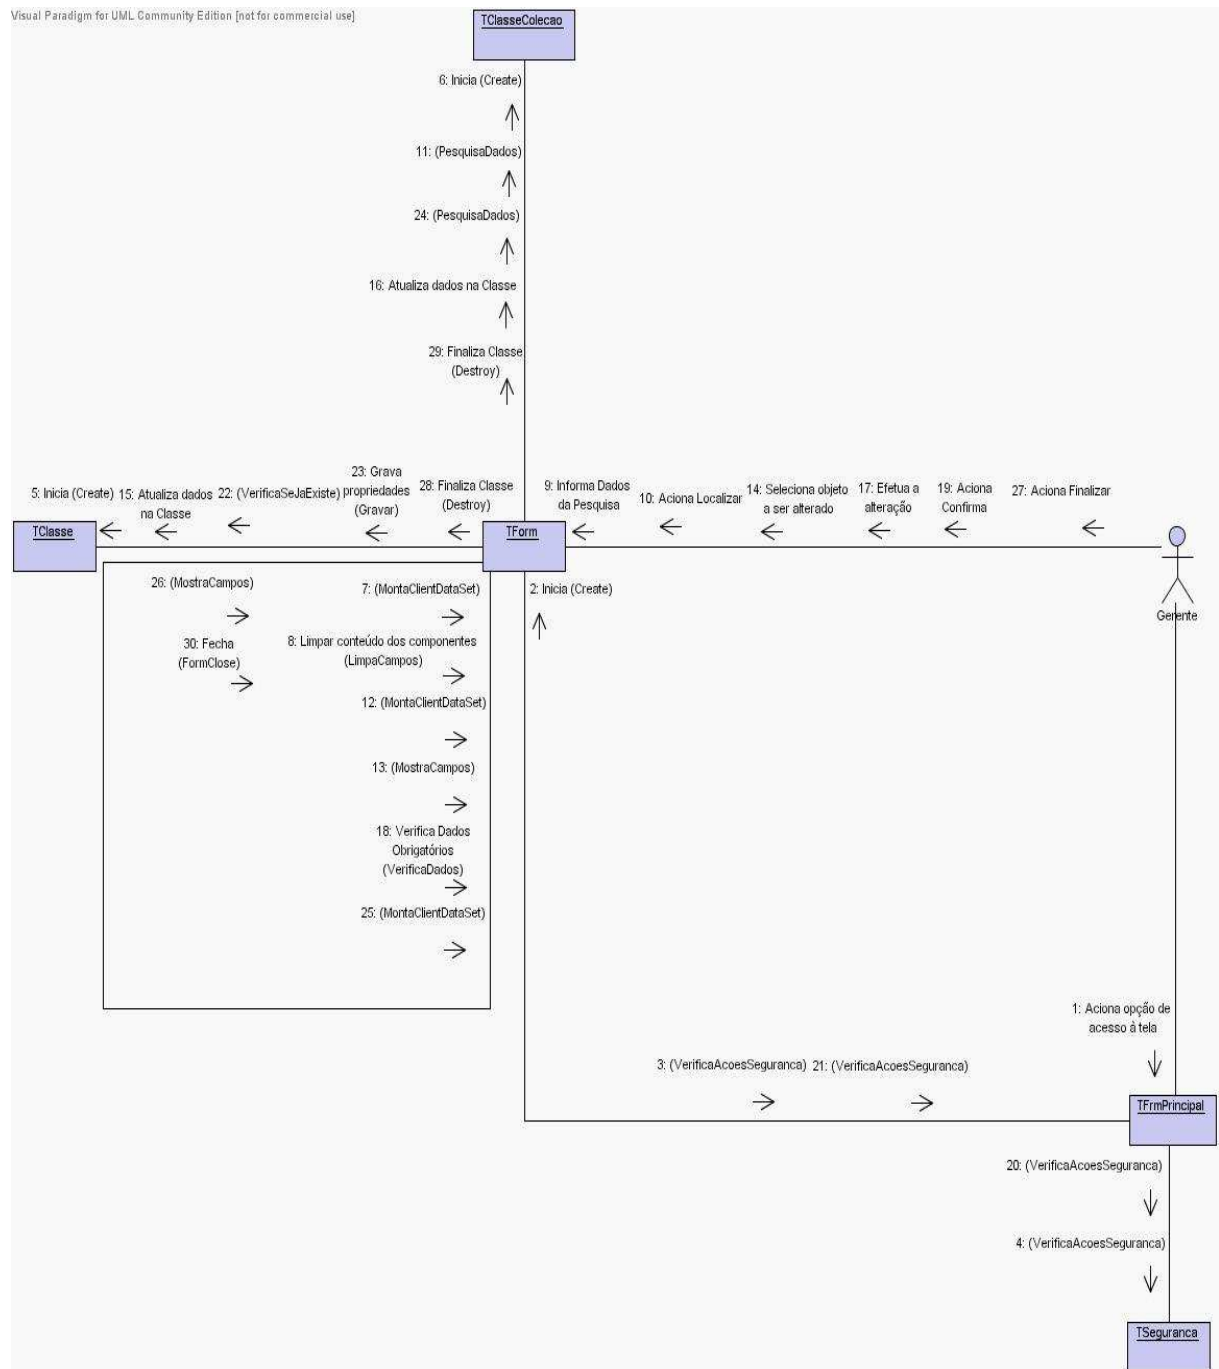 Visual Paradigm for UML Community Edition [not for commercial use]
TClasseColecao
6: Inicia (Create)
11: (PesquisaDados)
24: (PesquisaDados)
16: Atualiza dados na Classe
29: Finaliza Classe
(Destroy)
5: Inicia (Create)
15: Atualiza dados
na Classe
22: (VerificaSeJaExiste)
23: Grava
propriedades
(Gravar)
28: Finaliza Classe
(Destroy)
9: Informa Dados
da Pesquisa
10: Aciona Localizar
14: Seleciona objeto
a ser alterado
17: Efetua a
alteração
19: Aciona
Confirma
27: Aciona Finalizar
TClasse
TForm
Gerente
26: (MostraCampos)
30: Fecha
(FormClose)
7: (MontaClientDataSet)
8: Limpar conteúdo dos componentes
(LimpaCampos)
12: (MontaClientDataSet)
13: (MostraCampos)
18: Verifica Dados
Obrigatórios
(VerificaDados)
25: (MontaClientDataSet)
2: Inicia (Create)
1: Aciona opção de
acesso à tela
3: (VerificaAcoesSeguranca)
21: (VerificaAcoesSeguranca)
TFrmPrincipal
20: (VerificaAcoesSeguranca)
4: (VerificaAcoesSeguranca)
TSeguranca